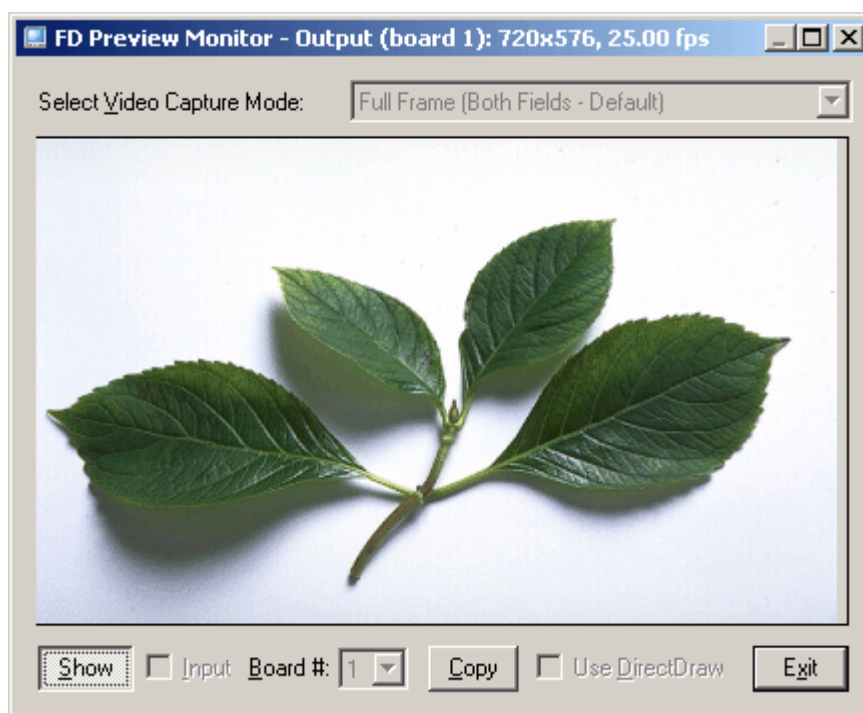 FD Preview Monitor - Output (board 1): 720x576, 25.00 fps
Select Video Capture Mode: Full Frame (Both Fields - Default)
Show Input Board #: 1 Copy Use DirectDraw Exit